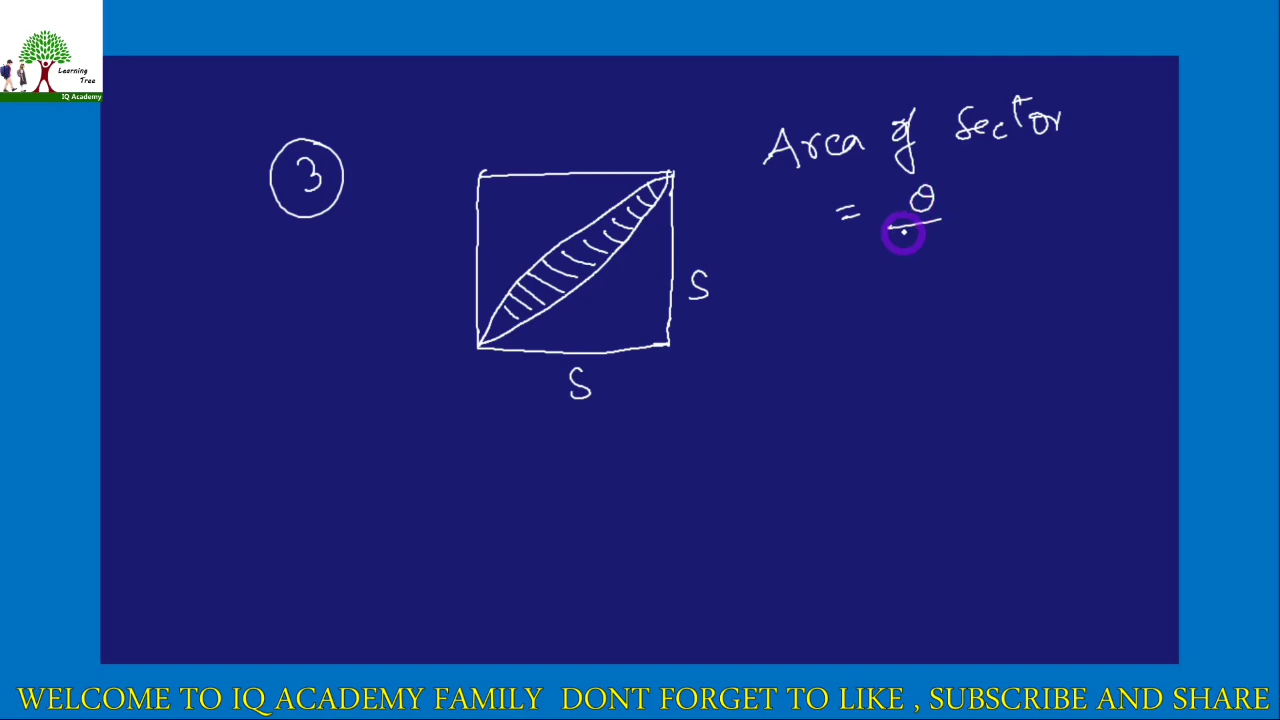 Learning
Tree
IQ Academy
3
Area of Sector
= θ
S
S
WELCOME TO IQ ACADEMY FAMILY DONT FORGET TO LIKE , SUBSCRIBE AND SHARE